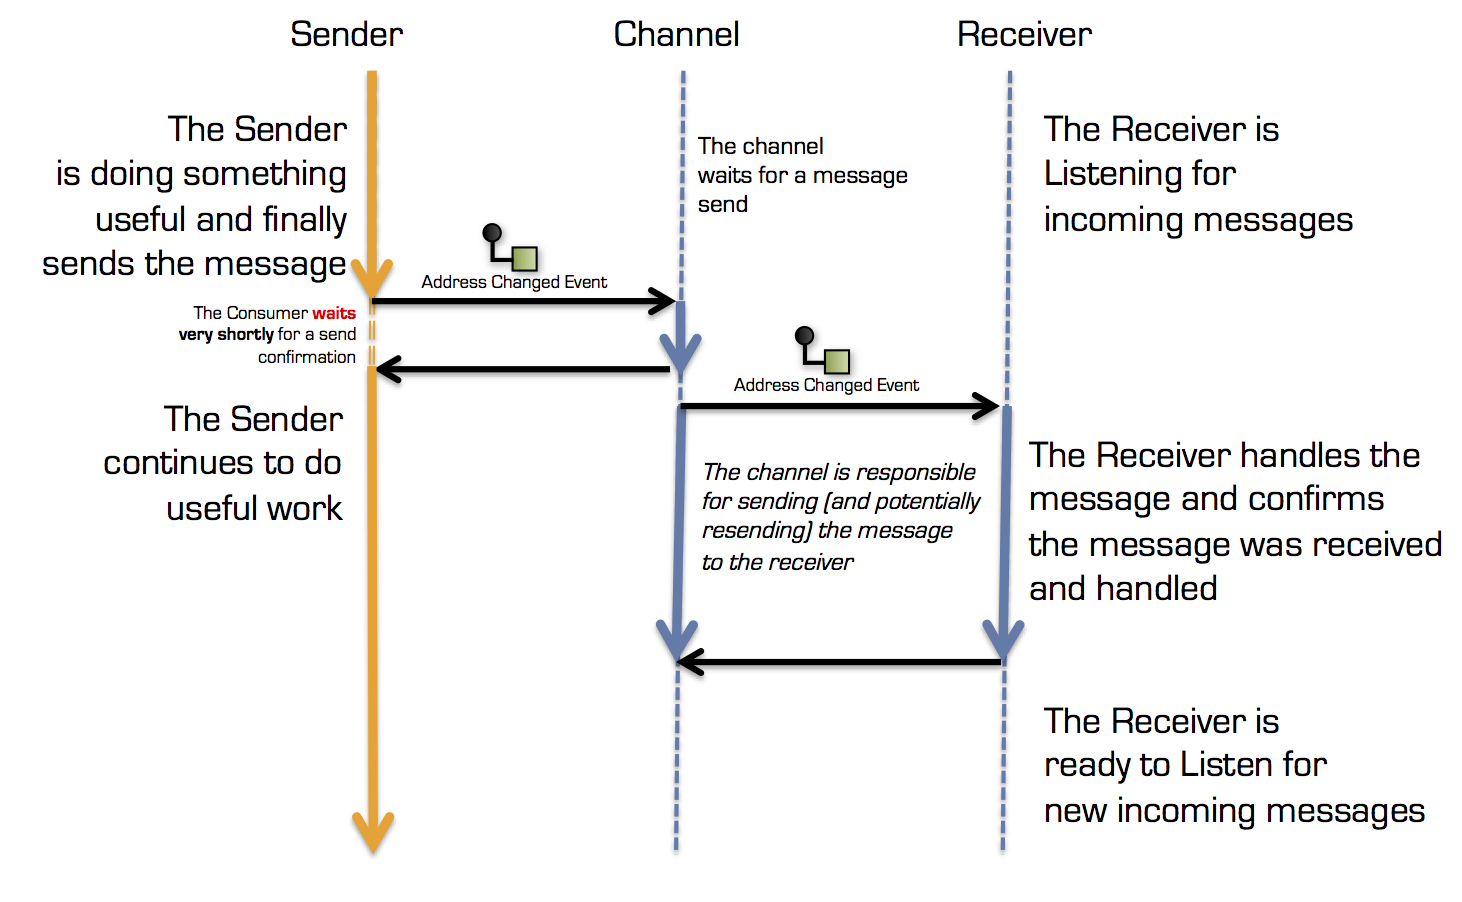 Sender
Channel
Receiver
The Sender
is doing something
useful and finally
sends the message
The channel
waits for a message
send
The Receiver is
Listening for
incoming messages
Address Changed Event
The Consumer waits
very shortly for a send
confirmation
Address Changed Event
The Sender
continues to do
useful work
The channel is responsible
for sending (and potentially
resending) the message
to the receiver
The Receiver handles the
message and confirms
the message was received
and handled
The Receiver is
ready to Listen for
new incoming messages